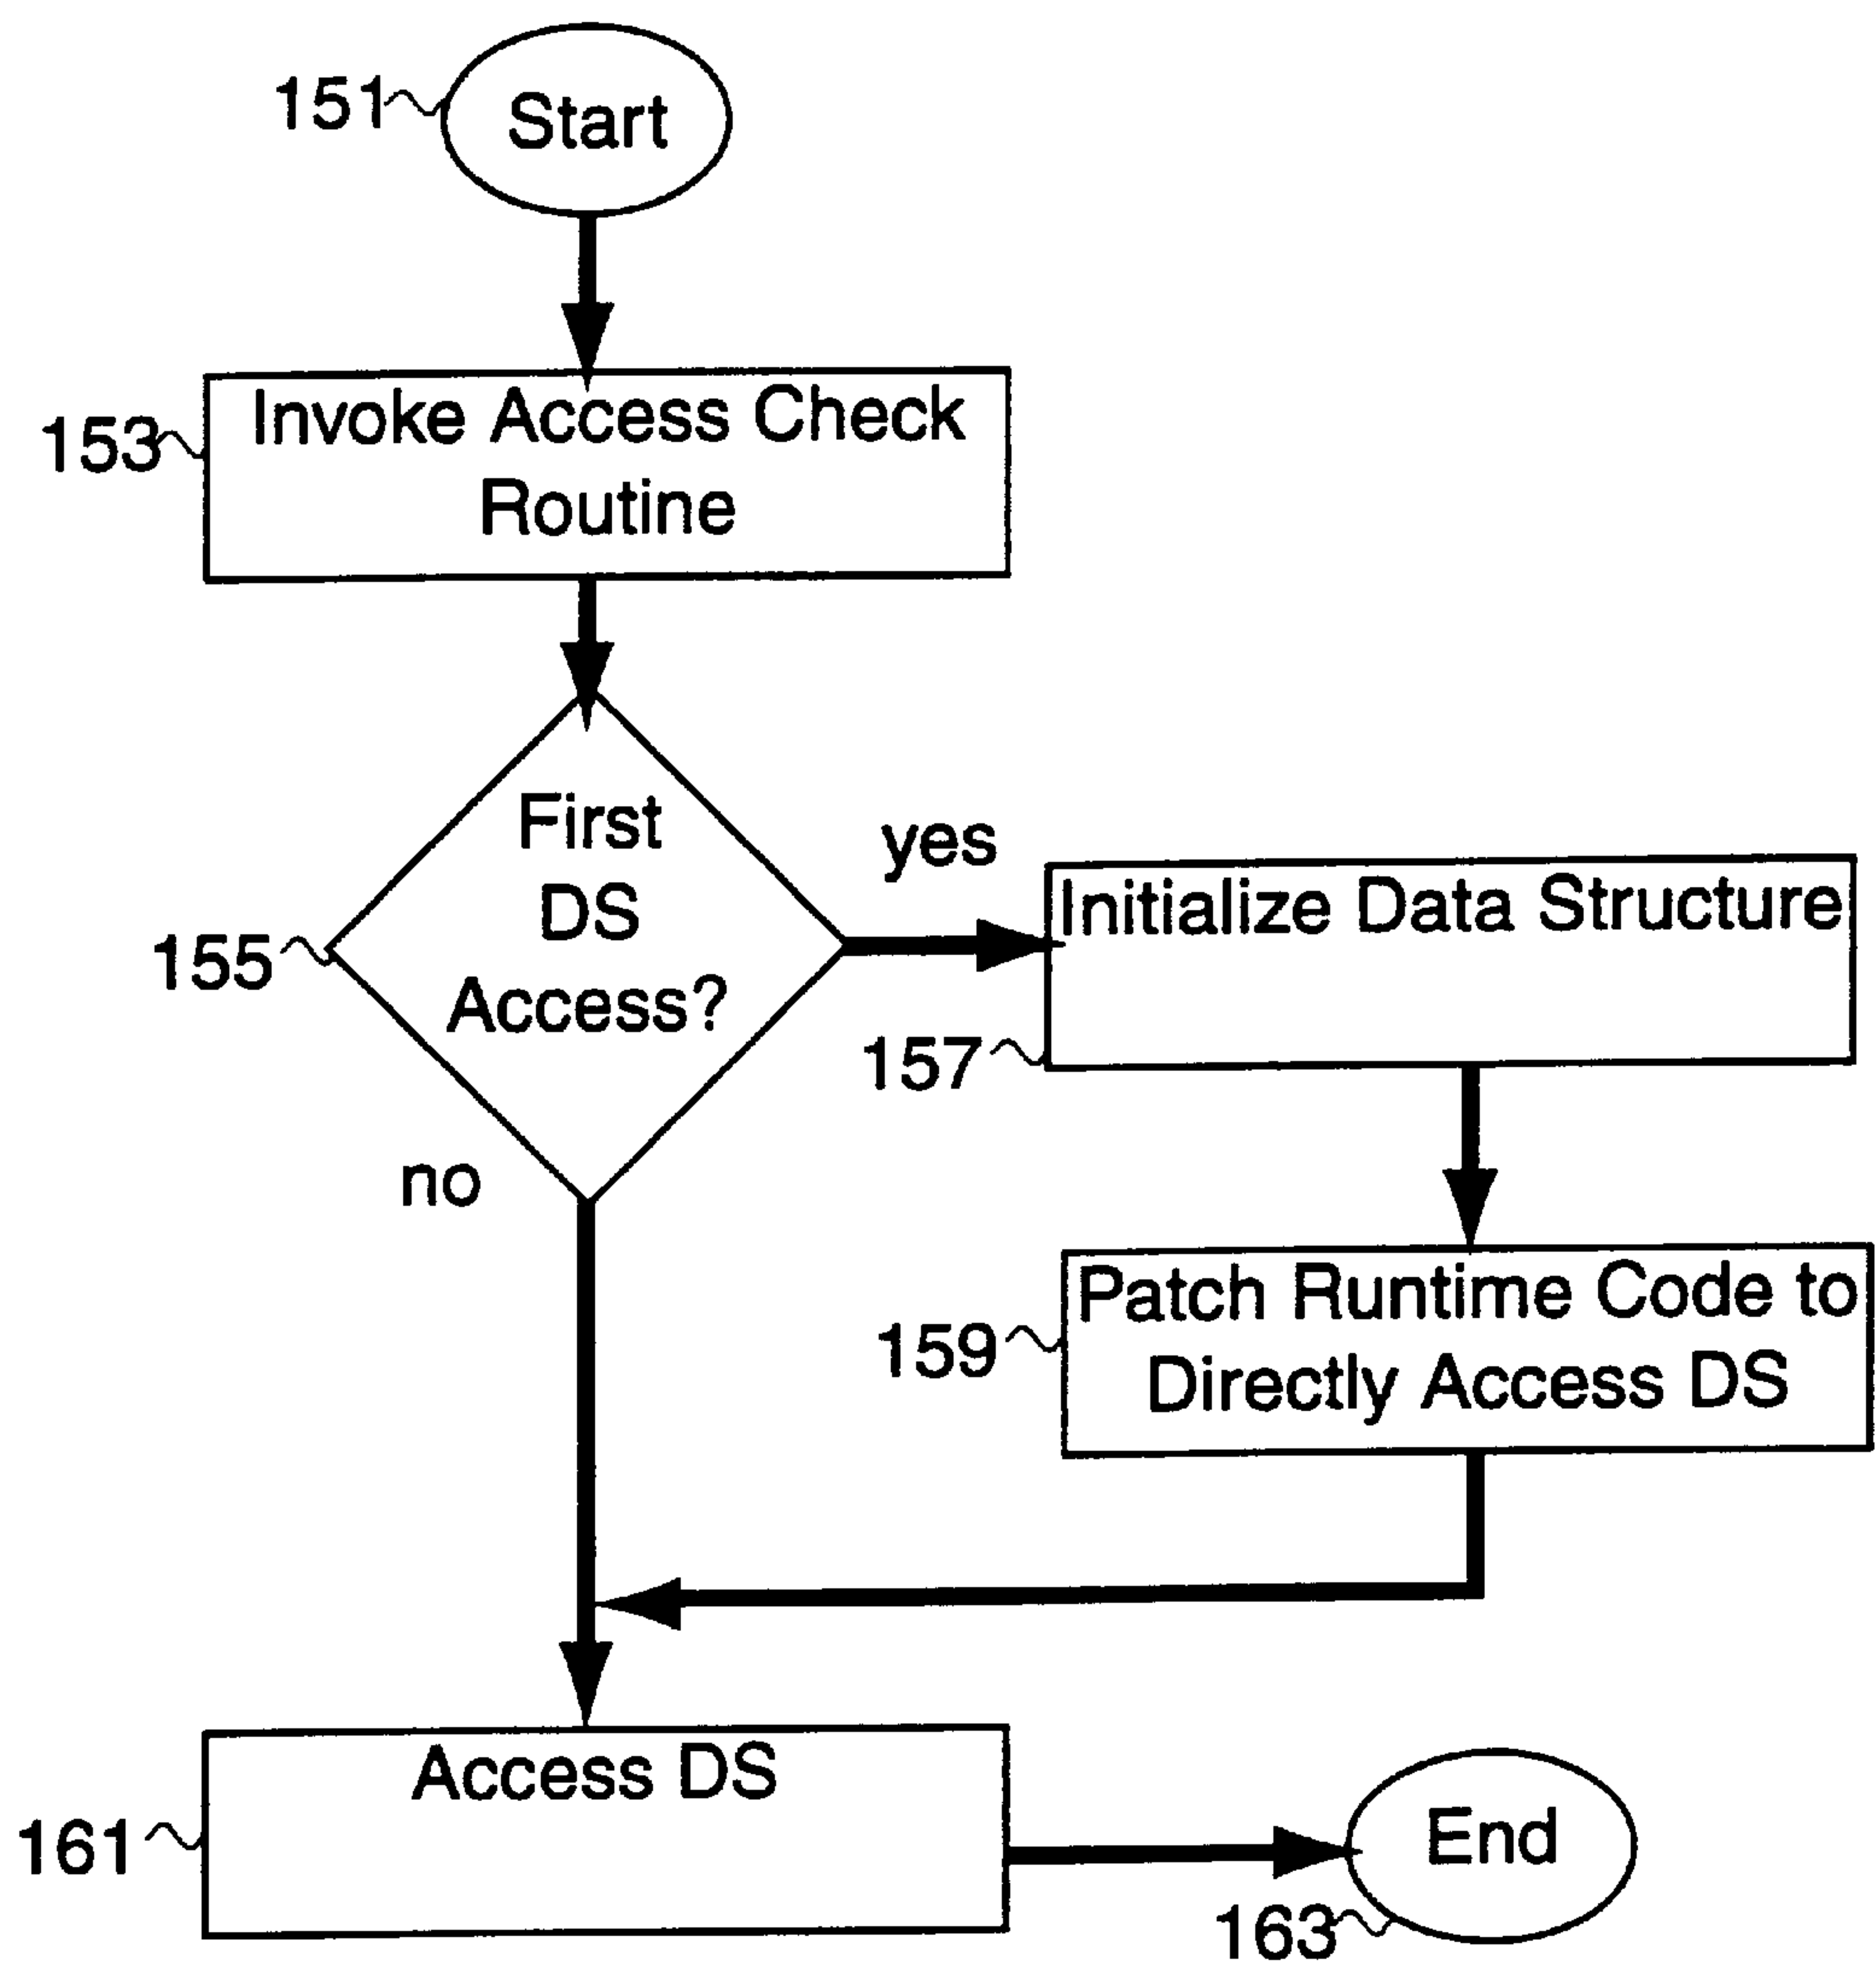 151
Start
153
Invoke Access Check
Routine
First
DS
Access?
155
yes
no
Initialize Data Structure
157
Patch Runtime Code to
Directly Access DS
159
Access DS
161
End
163